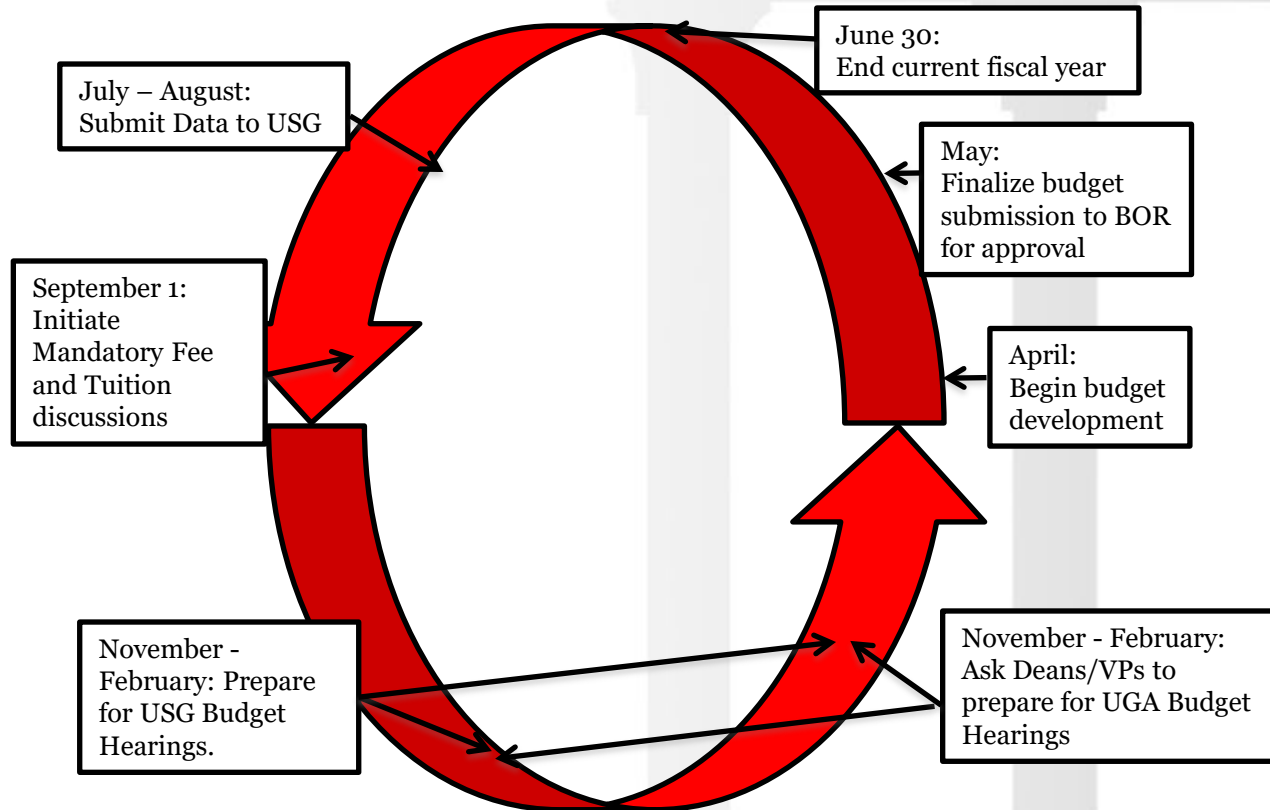 June 30:
End current fiscal year
July – August:
Submit Data to USG
May:
Finalize budget
submission to BOR
for approval
September 1:
Initiate
Mandatory Fee
and Tuition
discussions
April:
Begin budget
development
November -
February: Prepare
for USG Budget
Hearings.
November - February:
Ask Deans/VPs to
prepare for UGA Budget
Hearings